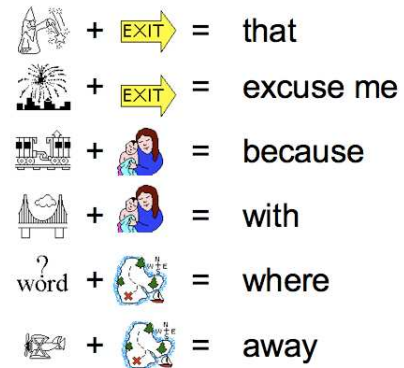 + EXIT = that
+ EXIT = excuse me
+ = because
+ = with
? word + N W E S = where
+ N W E S = away